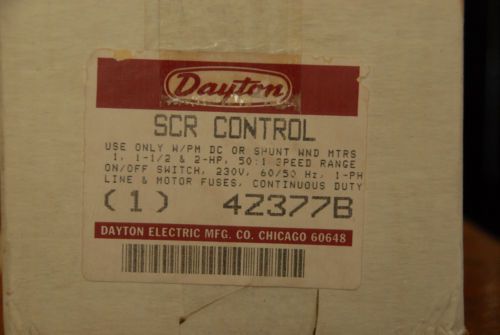 Dayton
SCR CONTROL
USE ONLY W/PM DC OR SHUNT WND MTRS
1, 1-1/2 & 2-HP, 50:1 SPEED RANGE
ON/OFF SWITCH, 230V, 60/50 Hz, 1-PH
LINE & MOTOR FUSES, CONTINUOUS DUTY
(1) 4Z377B
DAYTON ELECTRIC MFG. CO. CHICAGO 60648